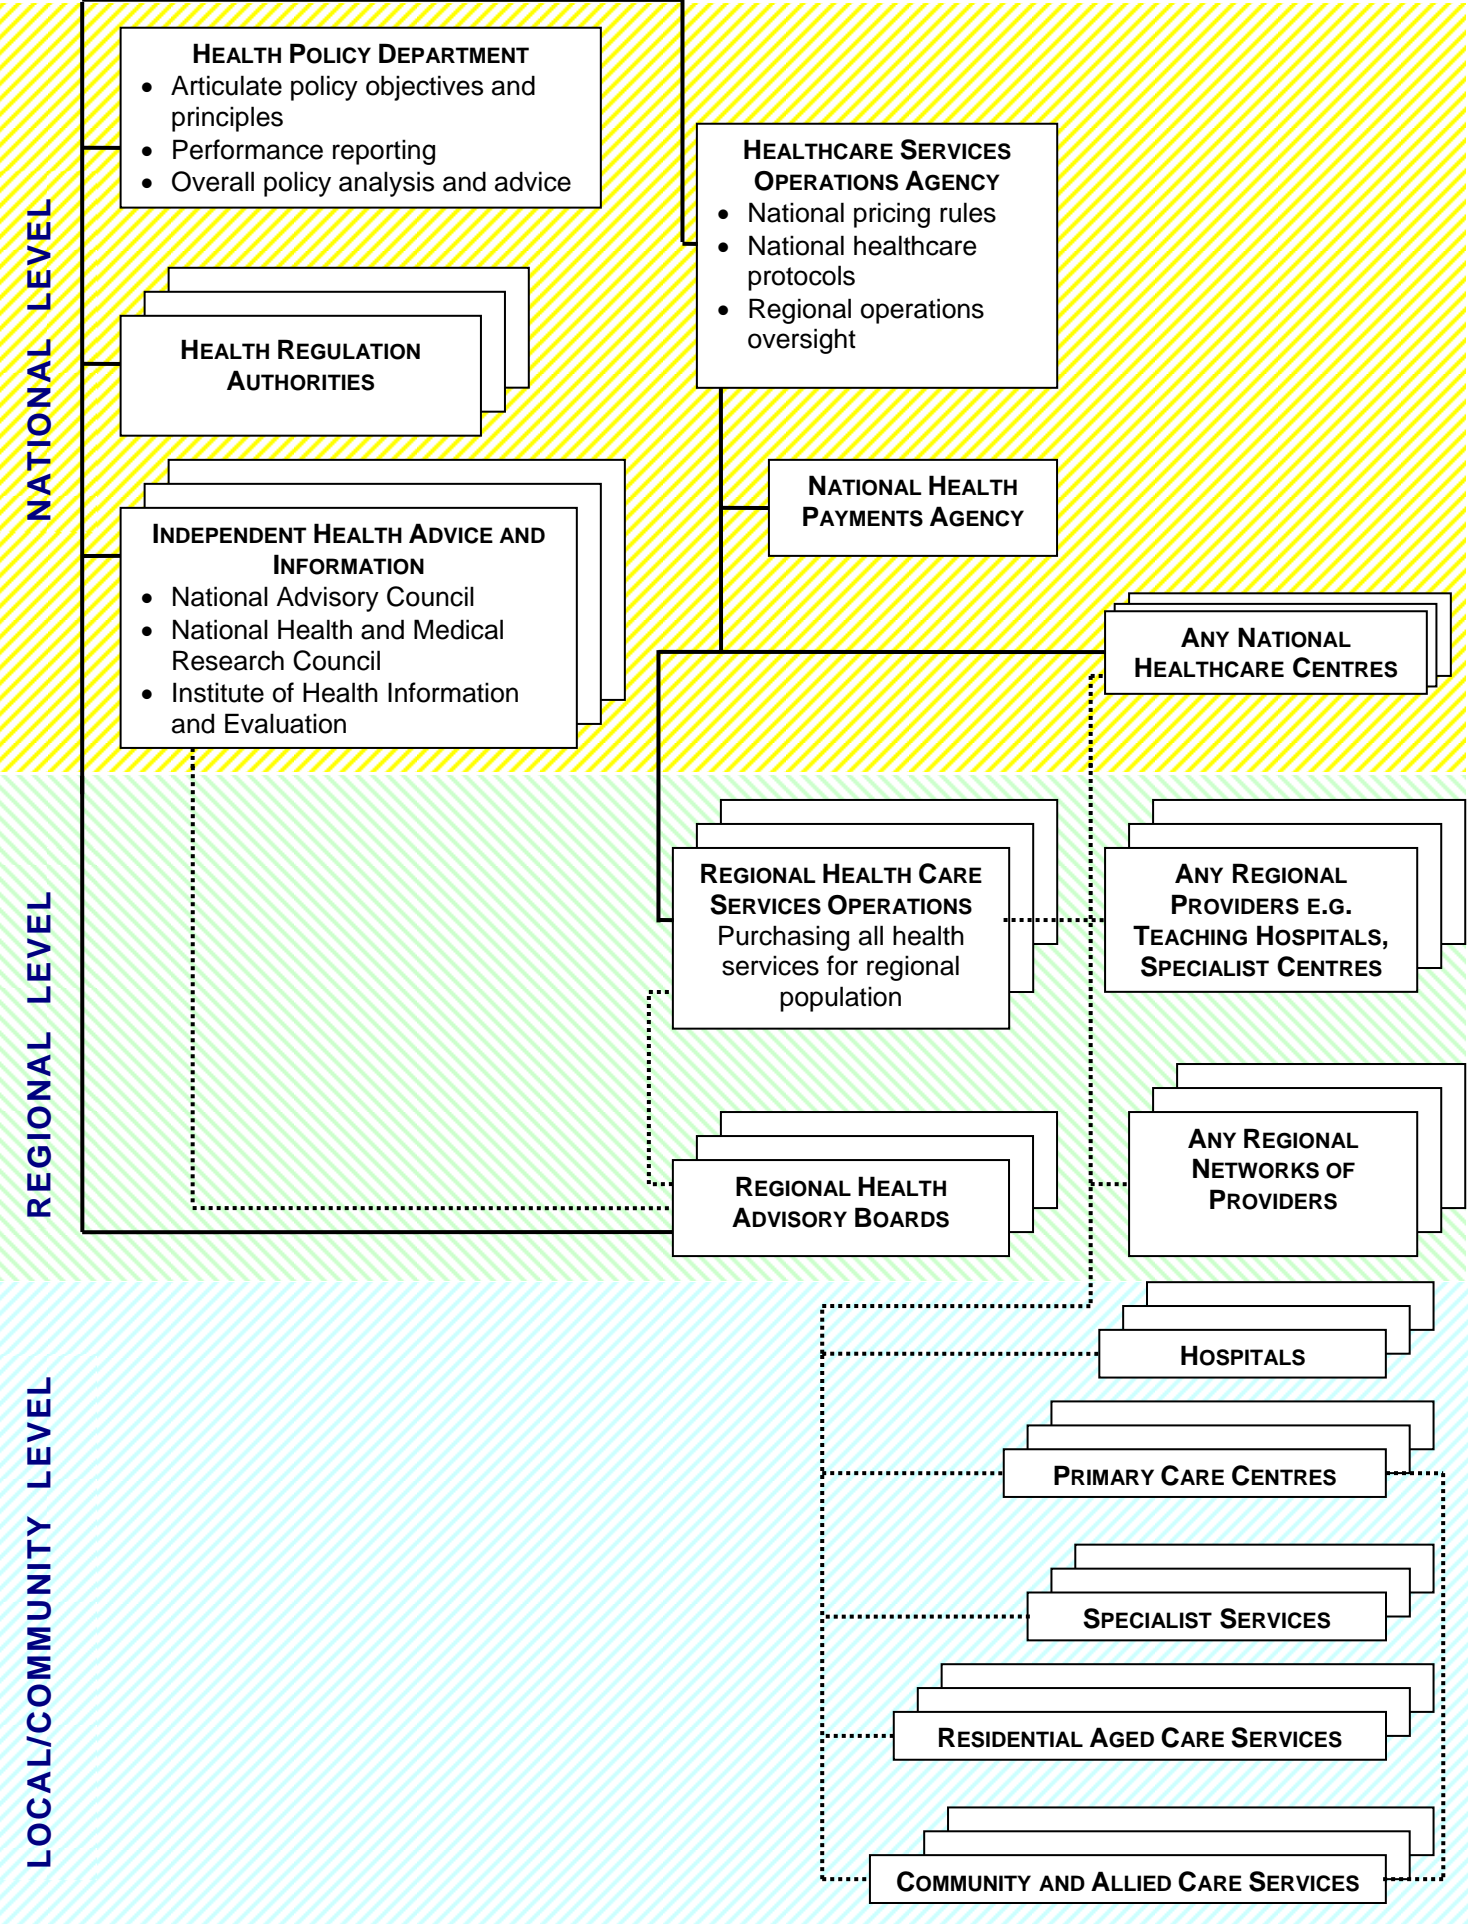 NATIONAL LEVEL
HEALTH POLICY DEPARTMENT
• Articulate policy objectives and
principles
• Performance reporting
• Overall policy analysis and advice
HEALTHCARE SERVICES
OPERATIONS AGENCY
• National pricing rules
• National healthcare
protocols
• Regional operations
oversight
HEALTH REGULATION
AUTHORITIES
NATIONAL HEALTH
PAYMENTS AGENCY
INDEPENDENT HEALTH ADVICE AND
INFORMATION
• National Advisory Council
• National Health and Medical
Research Council
• Institute of Health Information
and Evaluation
ANY NATIONAL
HEALTHCARE CENTRES
REGIONAL LEVEL
REGIONAL HEALTH CARE
SERVICES OPERATIONS
Purchasing all health
services for regional
population
ANY REGIONAL
PROVIDERS E.G.
TEACHING HOSPITALS,
SPECIALIST CENTRES
REGIONAL HEALTH
ADVISORY BOARDS
ANY REGIONAL
NETWORKS OF
PROVIDERS
LOCAL/COMMUNITY LEVEL
HOSPITALS
PRIMARY CARE CENTRES
SPECIALIST SERVICES
RESIDENTIAL AGED CARE SERVICES
COMMUNITY AND ALLIED CARE SERVICES